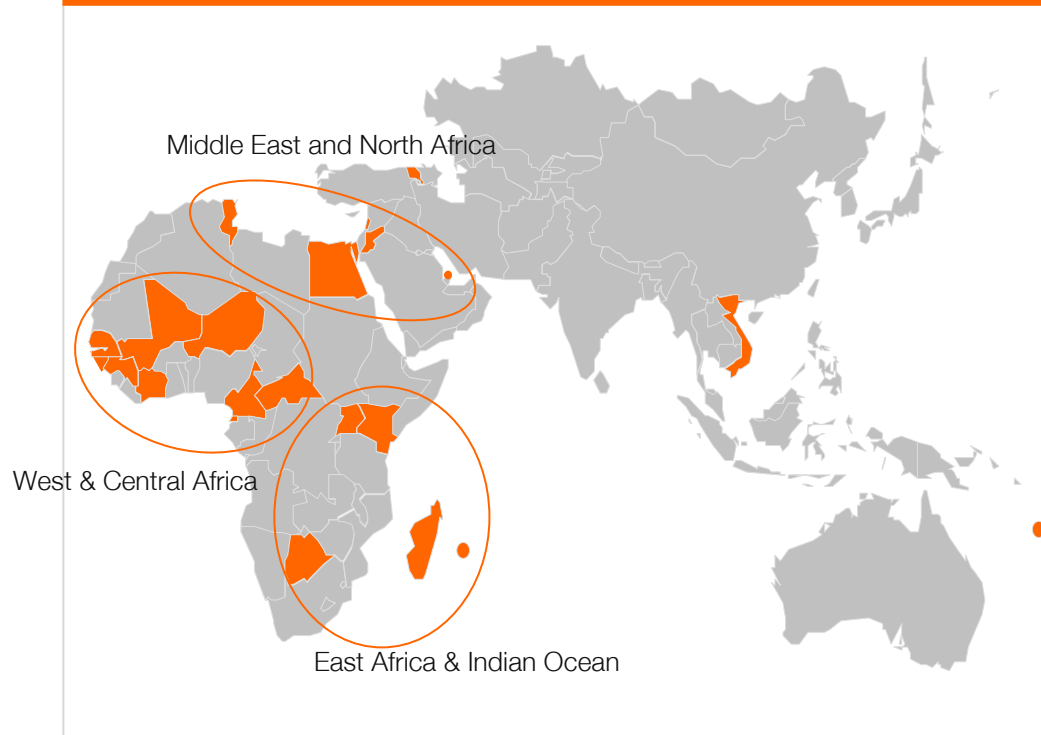 Middle East and North Africa
West & Central Africa
East Africa & Indian Ocean